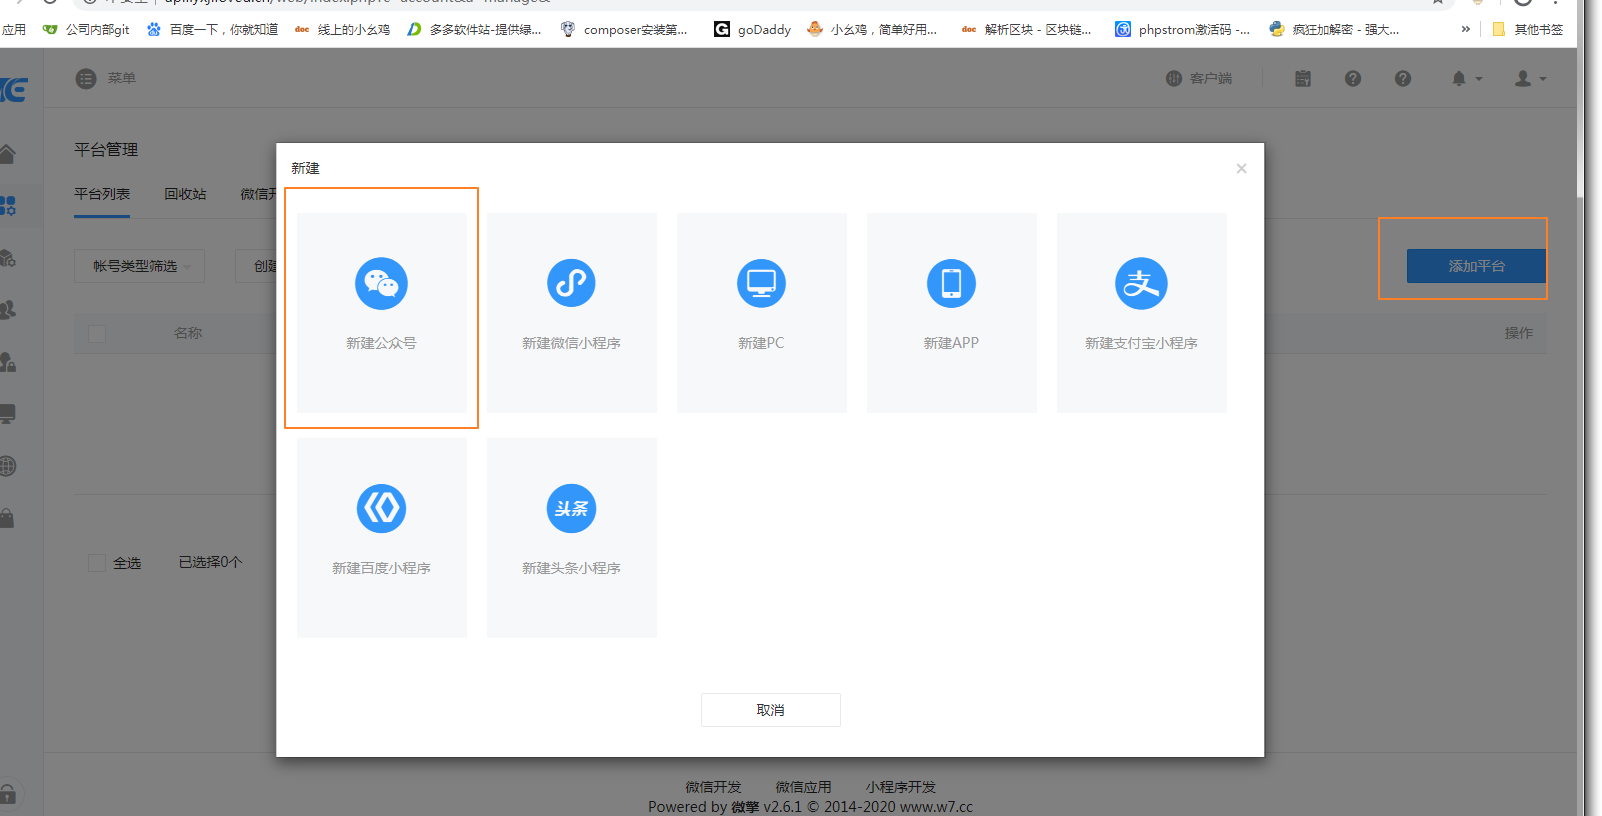 应用 公司内部git 百度一下，你就知道 线上的小幺鸡 多多软件站-提供绿... composer安装第... goDaddy 小幺鸡，简单好用... 解析区块 - 区块链... phpstrom激活码 -... 疯狂加解密 - 强大... » 其他书签
菜单 客户端
平台管理
新建 ×
平台列表 回收站 微信开
帐号类型筛选 创建
添加平台
名称 操作
新建公众号 新建微信小程序 新建PC 新建APP 新建支付宝小程序
头条
新建百度小程序 新建头条小程序
全选 已选择0个
取消
微信开发 微信应用 小程序开发
Powered by 微擎 v2.6.1 © 2014-2020 www.w7.cc